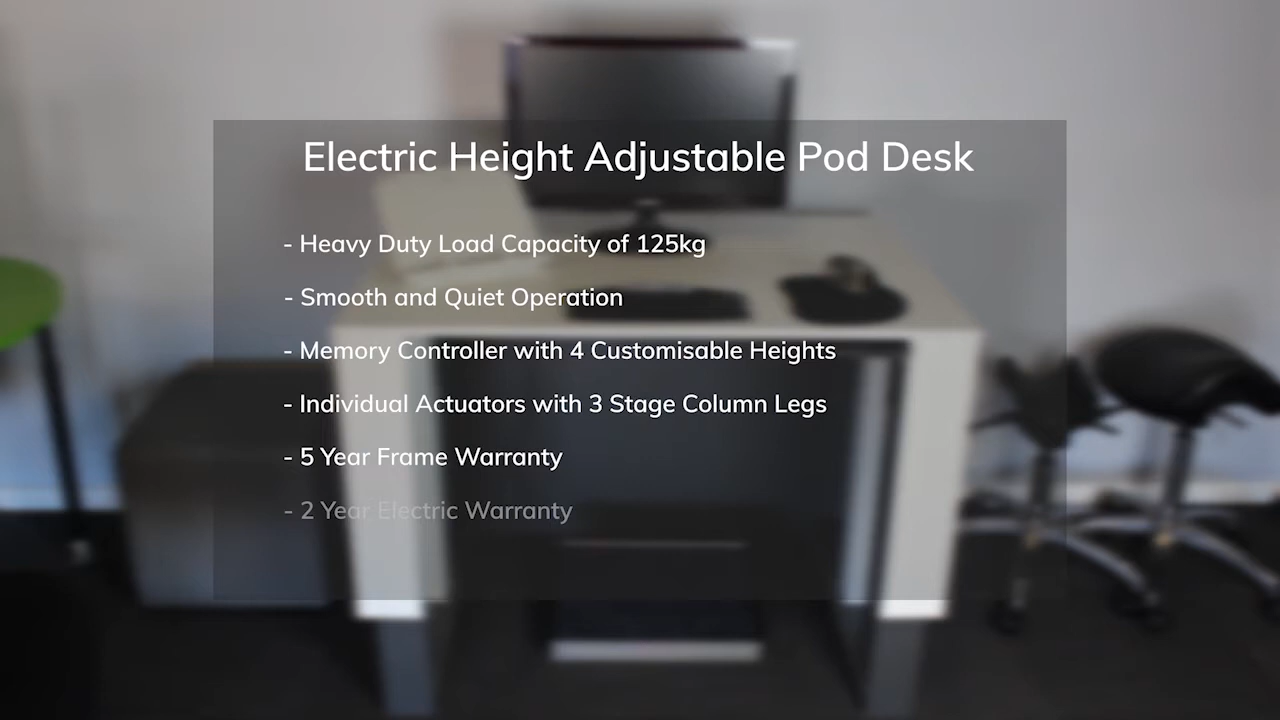 Electric Height Adjustable Pod Desk
- Heavy Duty Load Capacity of 125kg
- Smooth and Quiet Operation
- Memory Controller with 4 Customisable Heights
- Individual Actuators with 3 Stage Column Legs
- 5 Year Frame Warranty
- 2 Year Electric Warranty